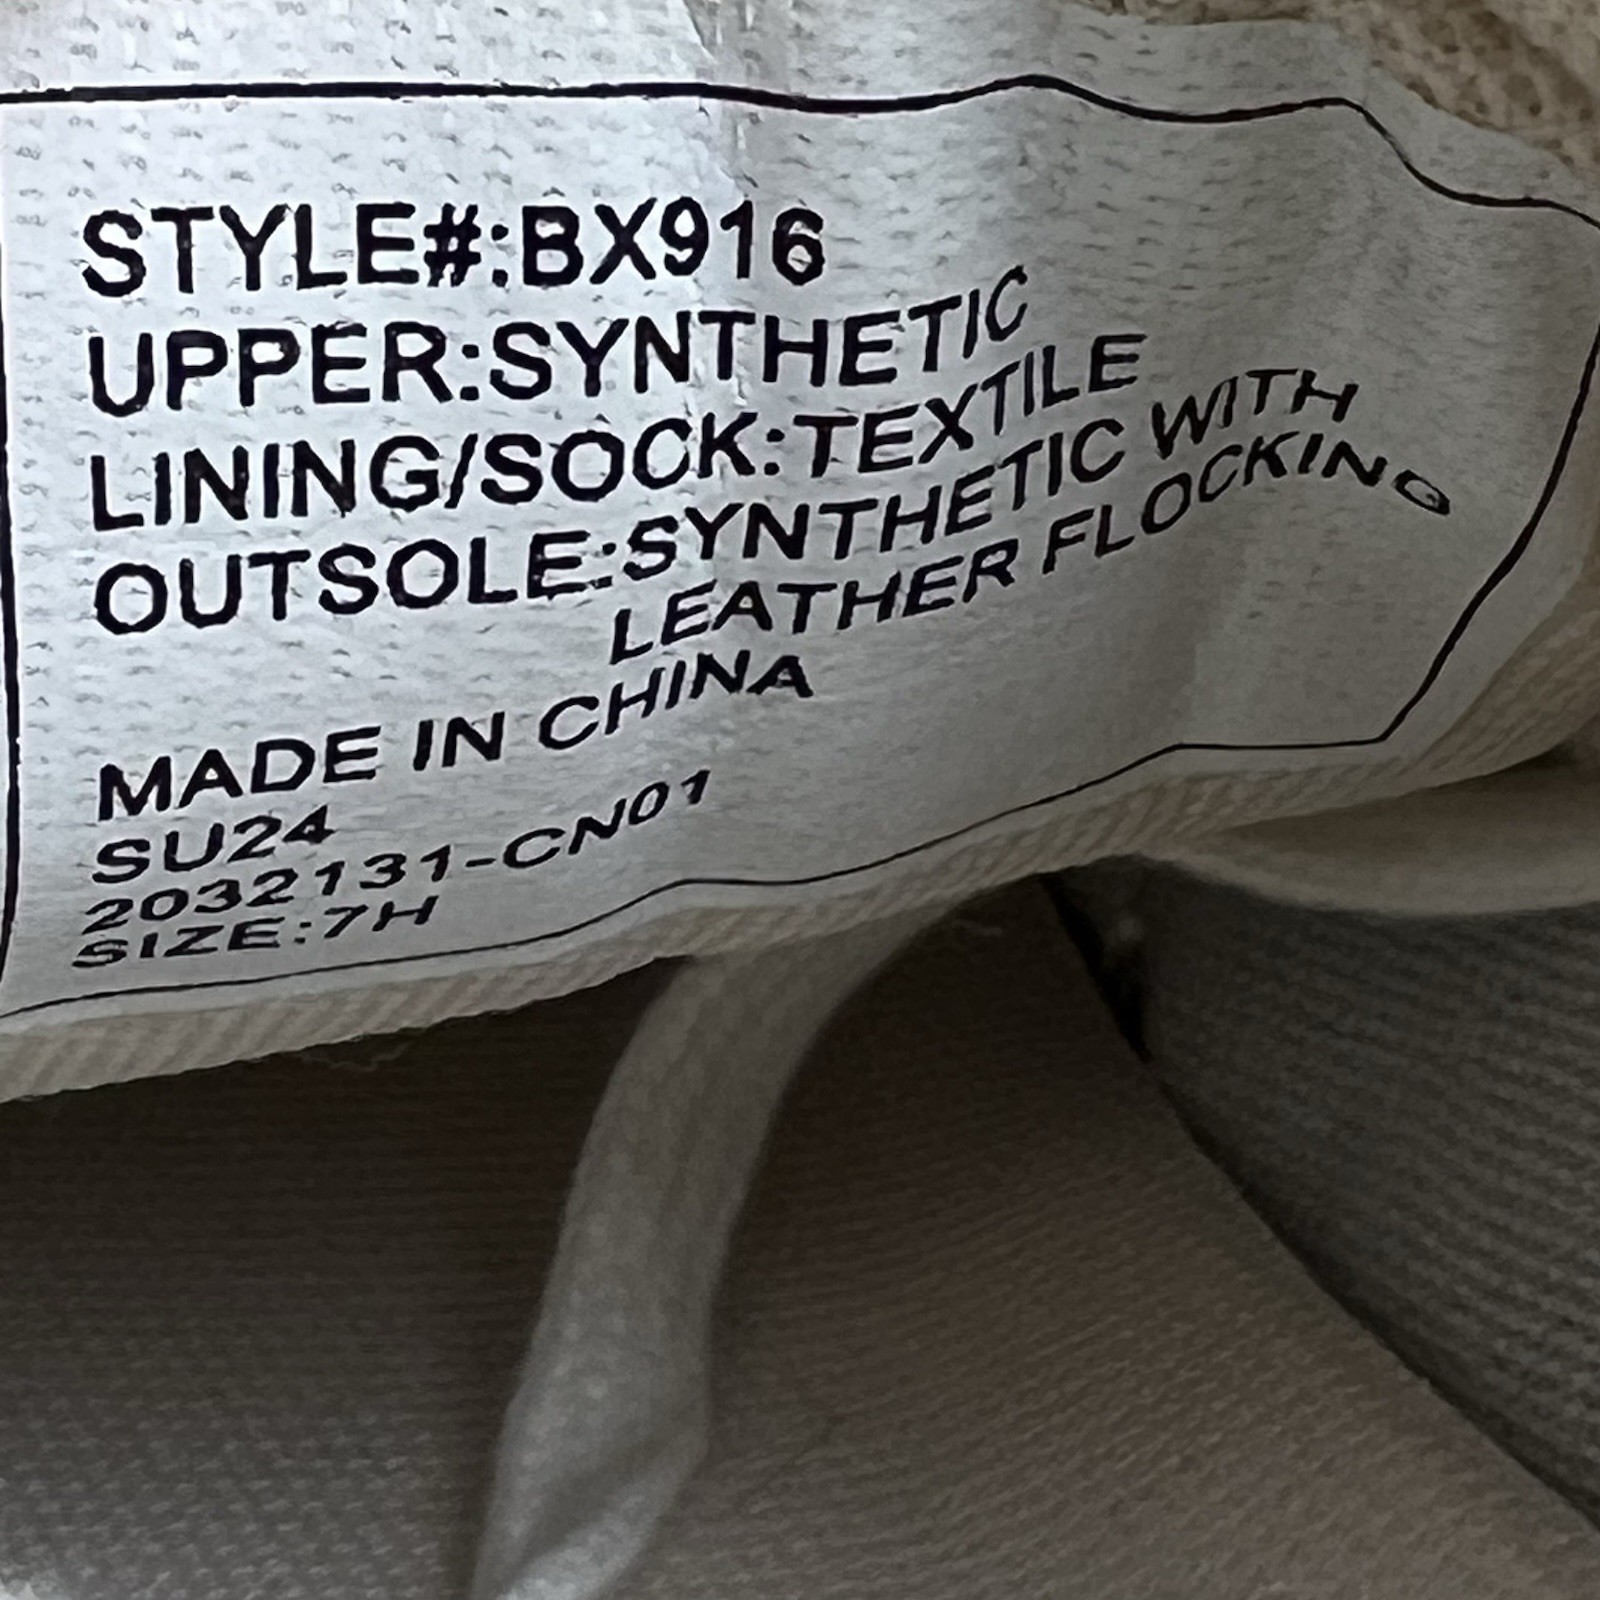 STYLE#:BX916
UPPER:SYNTHETIC
LINING/SOCK:TEXTILE
OUTSOLE:SYNTHETIC WITH
LEATHER FLOCKING
MADE IN CHINA
SU24
2032131-CN01
SIZE:7H